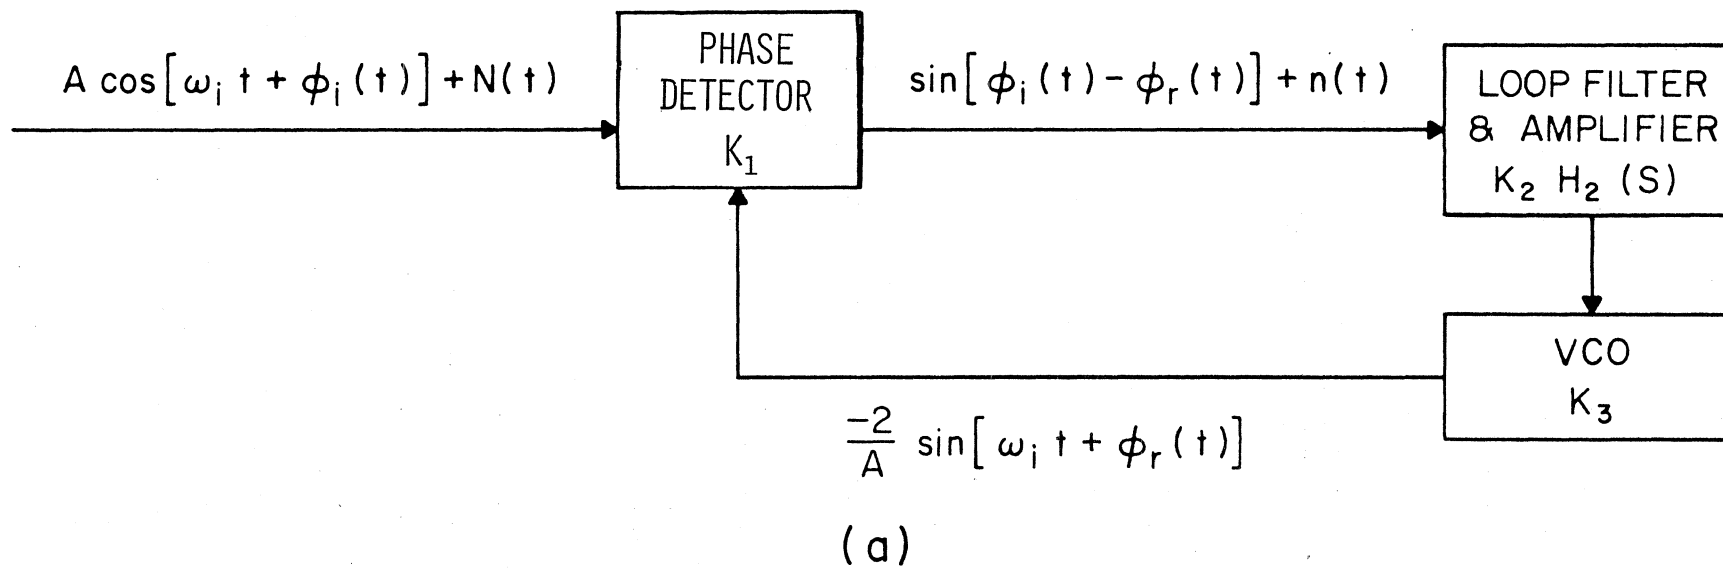 A cos[ωᵢ t + ϕᵢ(t)] + N(t)
PHASE
DETECTOR
K₁
sin[ϕᵢ(t) − ϕᵣ(t)] + n(t)
LOOP FILTER
& AMPLIFIER
K₂ H₂ (S)
VCO
K₃
−2/A sin[ωᵢ t + ϕᵣ(t)]
(a)